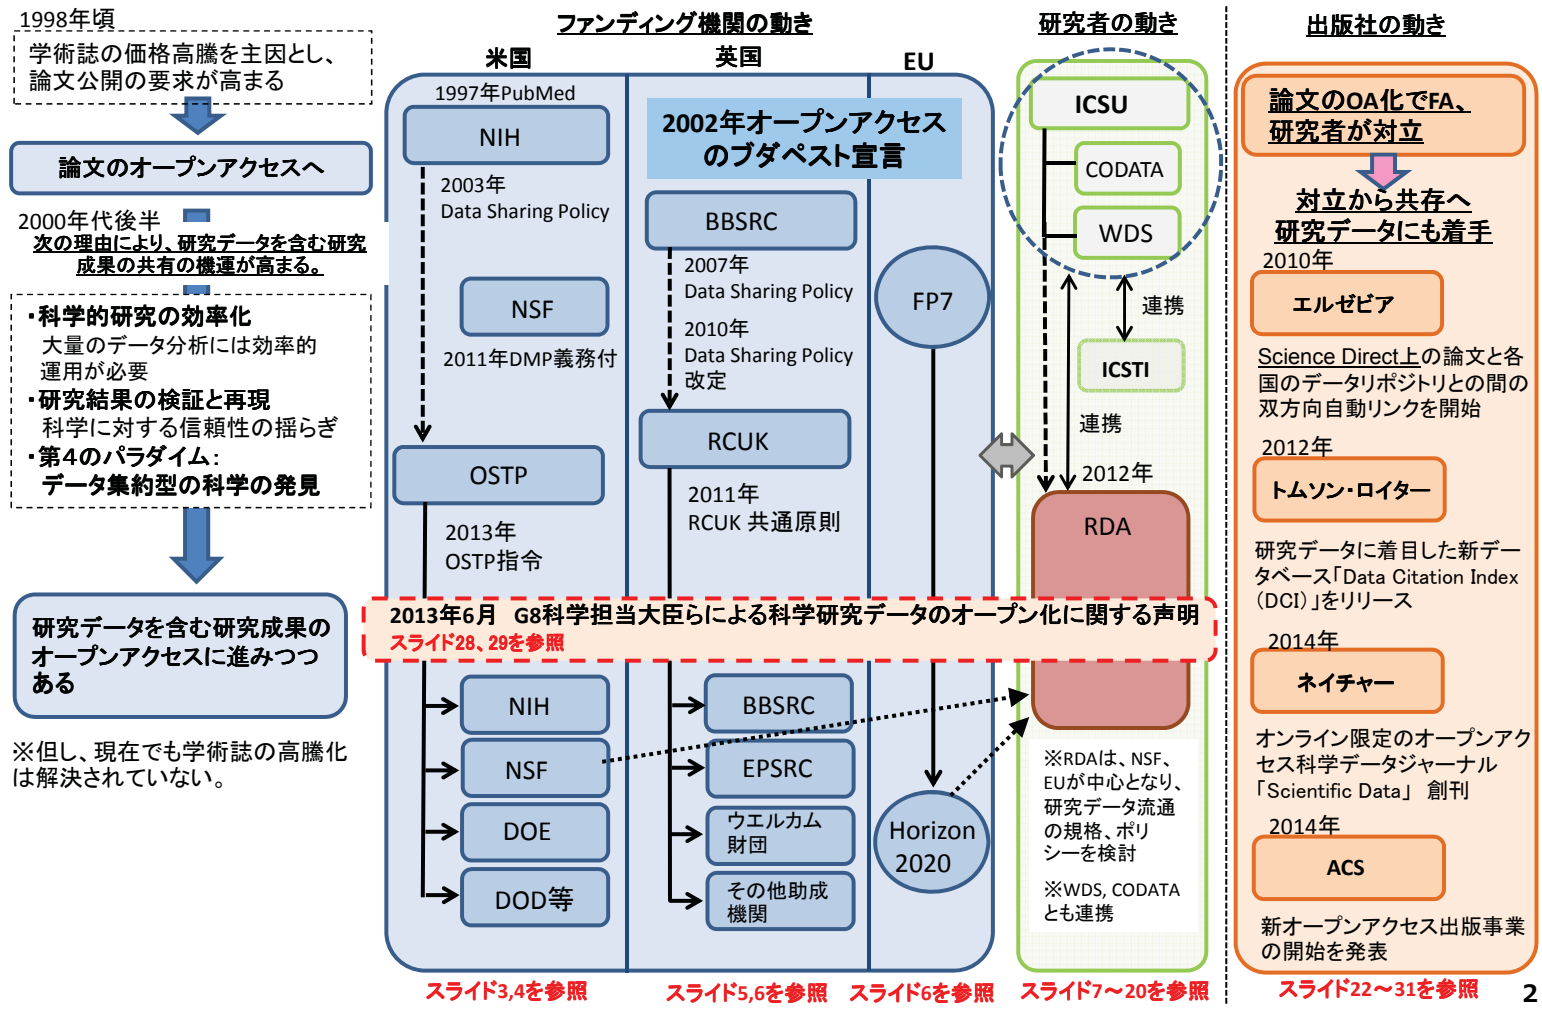 1998年頃
学術誌の価格高騰を主因とし、
論文公開の要求が高まる
論文のオープンアクセスへ
2000年代後半
次の理由により、研究データを含む研究
成果の共有の機運が高まる。
・科学的研究の効率化
大量のデータ分析には効率的
運用が必要
・研究結果の検証と再現
科学に対する信頼性の揺らぎ
・第4のパラダイム：
データ集約型の科学の発見
研究データを含む研究成果の
オープンアクセスに進みつつ
ある
※但し、現在でも学術誌の高騰化
は解決されていない。
ファンディング機関の動き
米国
英国
EU
1997年PubMed
NIH
2003年
Data Sharing Policy
NSF
2011年DMP義務付
OSTP
2013年
OSTP指令
2002年オープンアクセス
のブダペスト宣言
BBSRC
2007年
Data Sharing Policy
2010年
Data Sharing Policy
改定
RCUK
2011年
RCUK 共通原則
FP7
2013年6月　G8科学担当大臣らによる科学研究データのオープン化に関する声明
スライド28、29を参照
NIH
NSF
DOE
DOD等
BBSRC
EPSRC
ウエルカム
財団
その他助成
機関
Horizon
2020
スライド3,4を参照
スライド5,6を参照
スライド6を参照
研究者の動き
ICSU
CODATA
WDS
連携
ICSTI
連携
2012年
RDA
※RDAは、NSF、
EUが中心となり、
研究データ流通
の規格、ポリ
シーを検討
※WDS, CODATA
とも連携
スライド7～20を参照
出版社の動き
論文のOA化でFA、
研究者が対立
対立から共存へ
研究データにも着手
2010年
エルゼビア
Science Direct上の論文と各
国のデータリポジトリとの間の
双方向自動リンクを開始
2012年
トムソン・ロイター
研究データに着目した新デー
タベース「Data Citation Index
（DCI）」をリリース
2014年
ネイチャー
オンライン限定のオープンアク
セス科学データジャーナル
「Scientific Data」 創刊
2014年
ACS
新オープンアクセス出版事業
の開始を発表
スライド22～31を参照
2